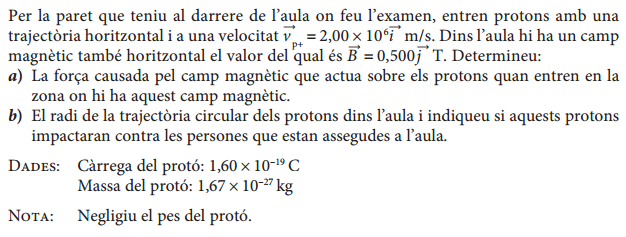 Per la paret que teniu al darrere de l'aula on feu l'examen, entren protons amb una
trajectòria horitzontal i a una velocitat v⃗ₚ₊ = 2,00 × 10⁶ i⃗ m/s. Dins l'aula hi ha un camp
magnètic també horitzontal el valor del qual és B⃗ = 0,500 j⃗ T. Determineu:
a) La força causada pel camp magnètic que actua sobre els protons quan entren en la
zona on hi ha aquest camp magnètic.
b) El radi de la trajectòria circular dels protons dins l'aula i indiqueu si aquests protons
impactaran contra les persones que estan assegudes a l'aula.
DADES: Càrrega del protó: 1,60 × 10⁻¹⁹ C
Massa del protó: 1,67 × 10⁻²⁷ kg
NOTA: Negligiu el pes del protó.